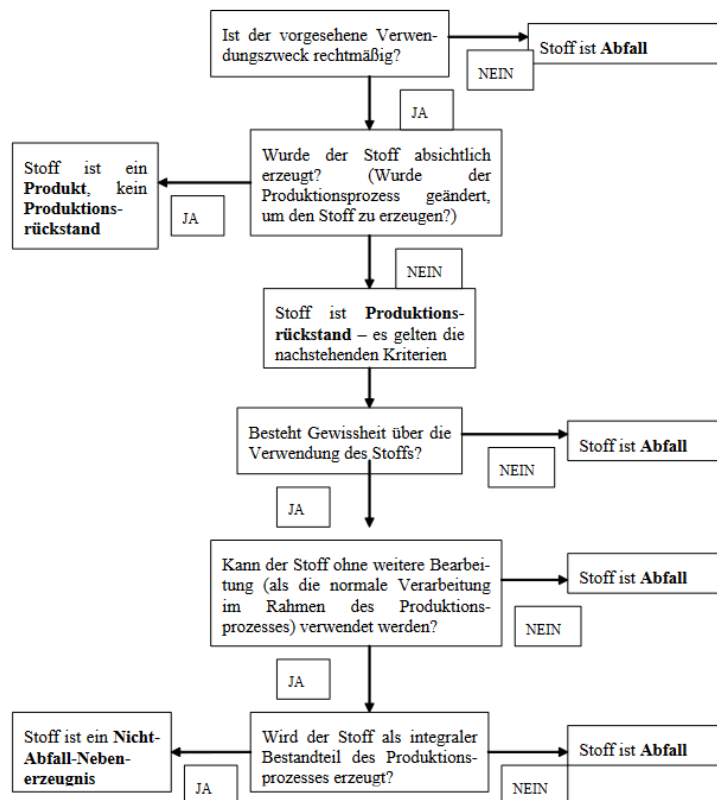 Ist der vorgesehene Verwen-
dungszweck rechtmäßig?
Stoff ist Abfall
NEIN
JA
Wurde der Stoff absichtlich
erzeugt? (Wurde der
Produktionsprozess geändert,
um den Stoff zu erzeugen?)
Stoff ist ein
Produkt, kein
Produktions-
rückstand
JA
NEIN
Stoff ist Produktions-
rückstand – es gelten die
nachstehenden Kriterien
Besteht Gewissheit über die
Verwendung des Stoffs?
Stoff ist Abfall
NEIN
JA
Kann der Stoff ohne weitere Bearbei-
tung (als die normale Verarbeitung
im Rahmen des Produktions-
prozesses) verwendet werden?
Stoff ist Abfall
NEIN
JA
Stoff ist ein Nicht-
Abfall-Neben-
erzeugnis
Wird der Stoff als integraler
Bestandteil des Produktions-
prozesses erzeugt?
Stoff ist Abfall
JA
NEIN